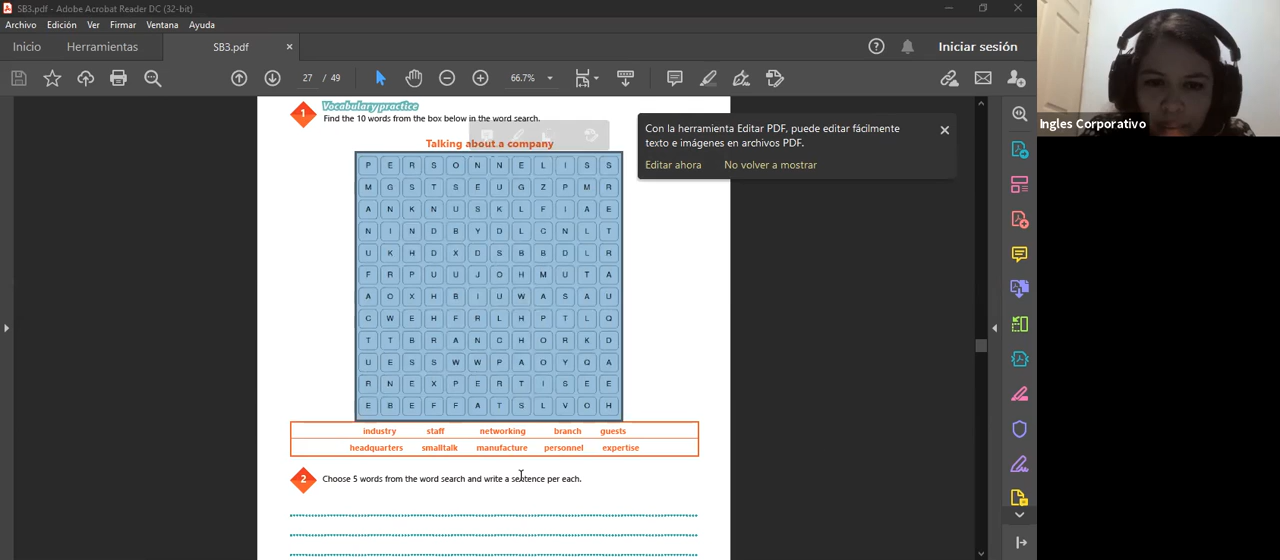 SB3.pdf - Adobe Acrobat Reader DC (32-bit)
Archivo Edición Ver Firmar Ventana Ayuda
Inicio Herramientas SB3.pdf × Iniciar sesión
27 / 49 66.7%
Ingles Corporativo
1 Vocabulary practice
Find the 10 words from the box below in the word search.
Con la herramienta Editar PDF, puede editar fácilmente
texto e imágenes en archivos PDF.
Editar ahora No volver a mostrar
Talking about a company
P E R S O N N E L I S S
M G S T S E U G Z P M R
A N K N U S K L F I A E
N I N D B Y D L C N L T
U K H D X D S B B D L R
F R P U U J O H M U T A
A O X H B I U W A S A U
C W E H F R L H P T L Q
T T B R A N C H O R K D
U E S S W W P A O Y Q A
R N E X P E R T I S E E
E B E F F A T S L V O H
industry staff networking branch guests
headquarters smalltalk manufacture personnel expertise
2 Choose 5 words from the word search and write a sentence per each.